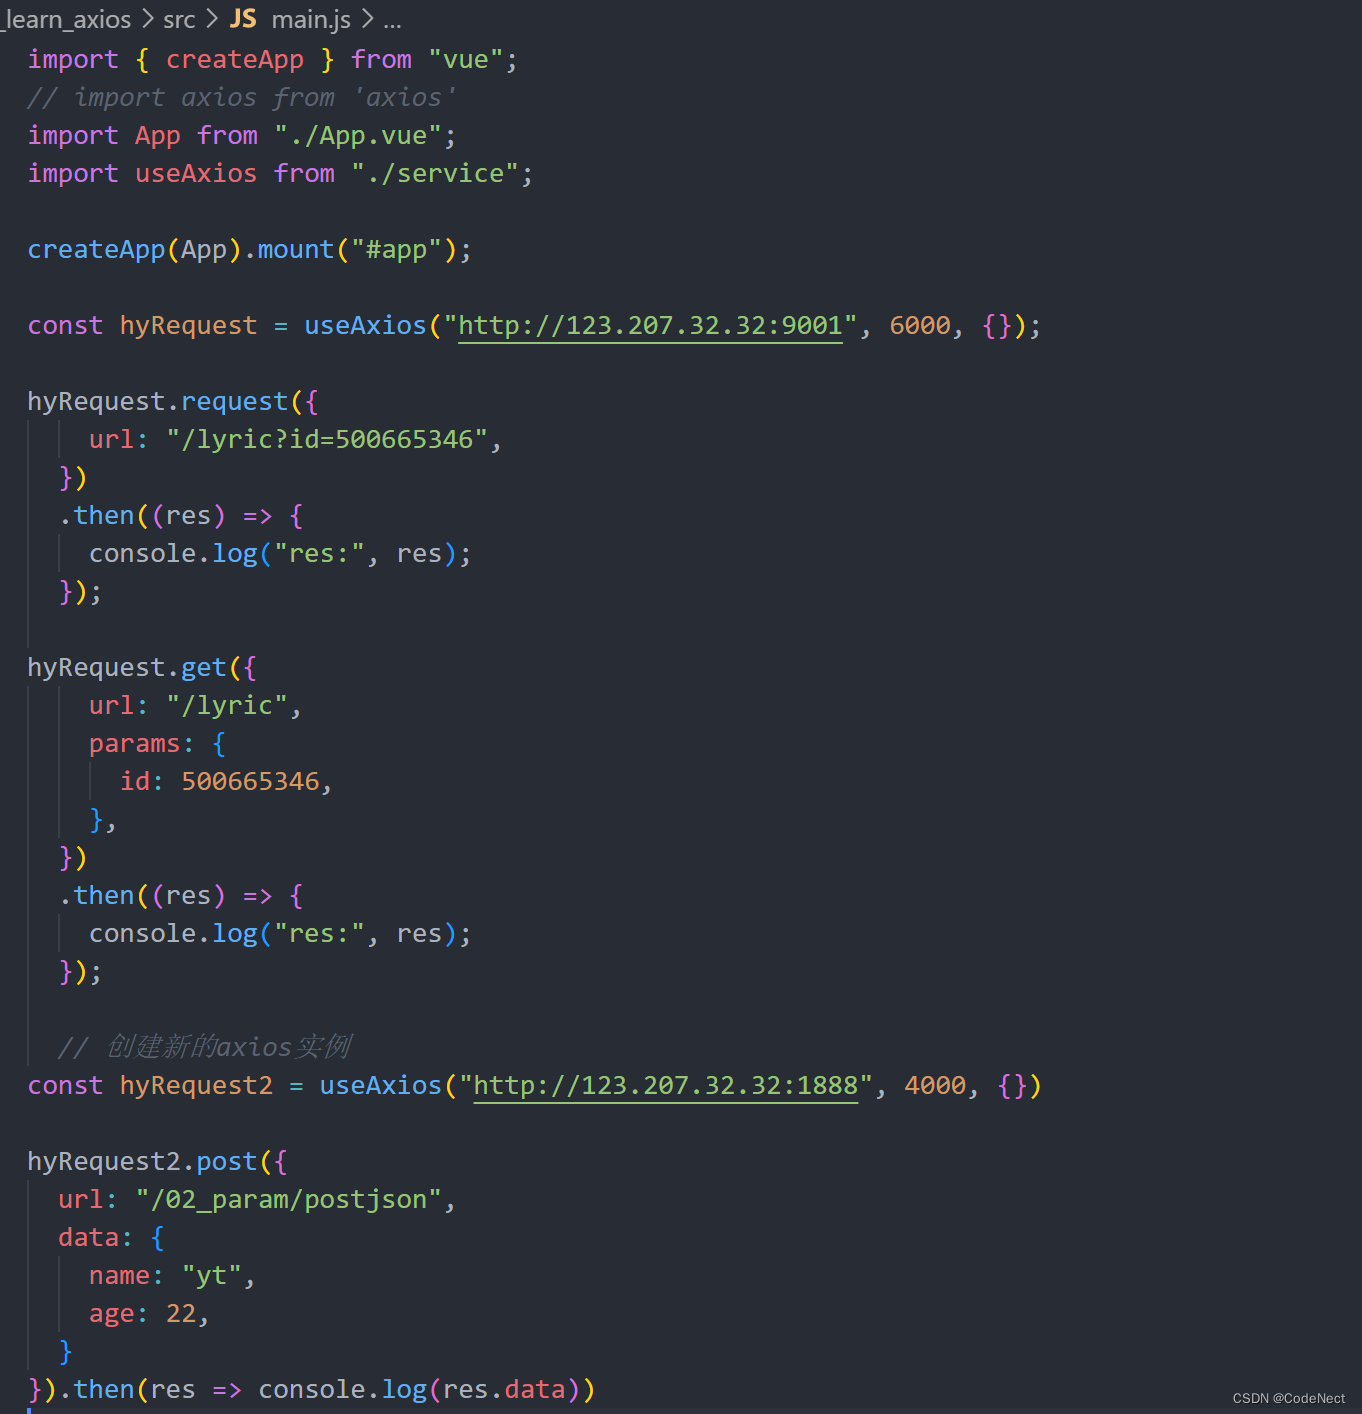 _learn_axios > src > JS main.js > ...
import { createApp } from "vue";
// import axios from 'axios'
import App from "./App.vue";
import useAxios from "./service";

createApp(App).mount("#app");

const hyRequest = useAxios("http://123.207.32.32:9001", 6000, {});

hyRequest.request({
    url: "/lyric?id=500665346",
  })
  .then((res) => {
    console.log("res:", res);
  });

hyRequest.get({
    url: "/lyric",
    params: {
      id: 500665346,
    },
  })
  .then((res) => {
    console.log("res:", res);
  });

  // 创建新的axios实例
const hyRequest2 = useAxios("http://123.207.32.32:1888", 4000, {})

hyRequest2.post({
  url: "/02_param/postjson",
  data: {
    name: "yt",
    age: 22,
  }
}).then(res => console.log(res.data))
CSDN @CodeNect